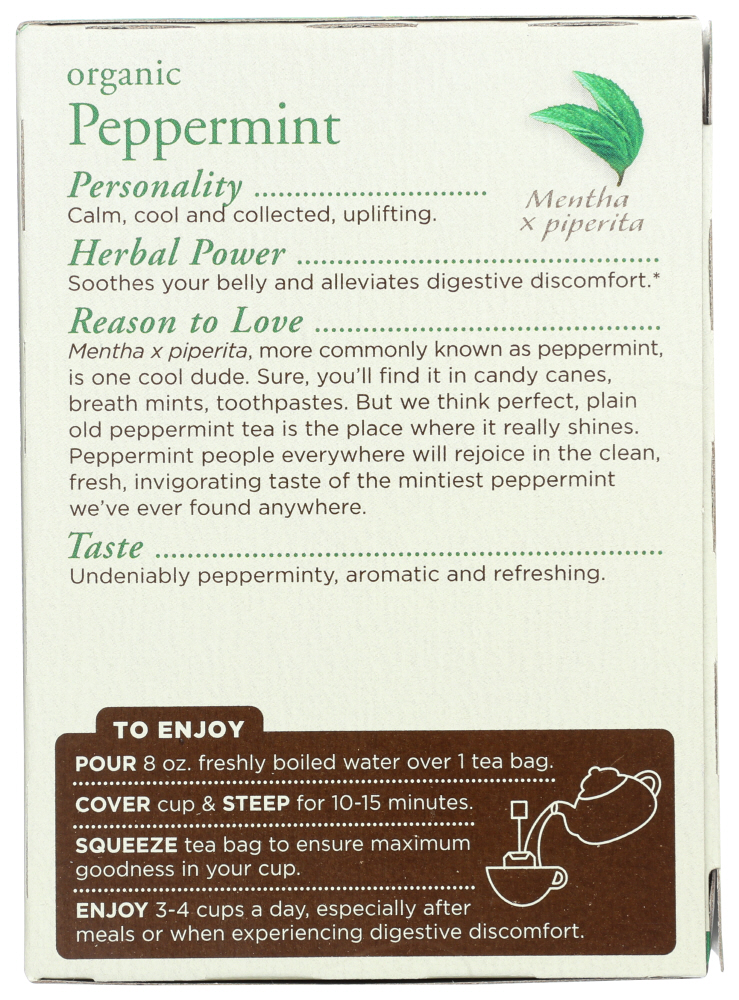 organic
Peppermint
Mentha
x piperita
Personality
Calm, cool and collected, uplifting.
Herbal Power
Soothes your belly and alleviates digestive discomfort.*
Reason to Love
Mentha x piperita, more commonly known as peppermint,
is one cool dude. Sure, you’ll find it in candy canes,
breath mints, toothpastes. But we think perfect, plain
old peppermint tea is the place where it really shines.
Peppermint people everywhere will rejoice in the clean,
fresh, invigorating taste of the mintiest peppermint
we’ve ever found anywhere.
Taste
Undeniably pepperminty, aromatic and refreshing.
TO ENJOY
POUR 8 oz. freshly boiled water over 1 tea bag.
COVER cup & STEEP for 10-15 minutes.
SQUEEZE tea bag to ensure maximum
goodness in your cup.
ENJOY 3-4 cups a day, especially after
meals or when experiencing digestive discomfort.